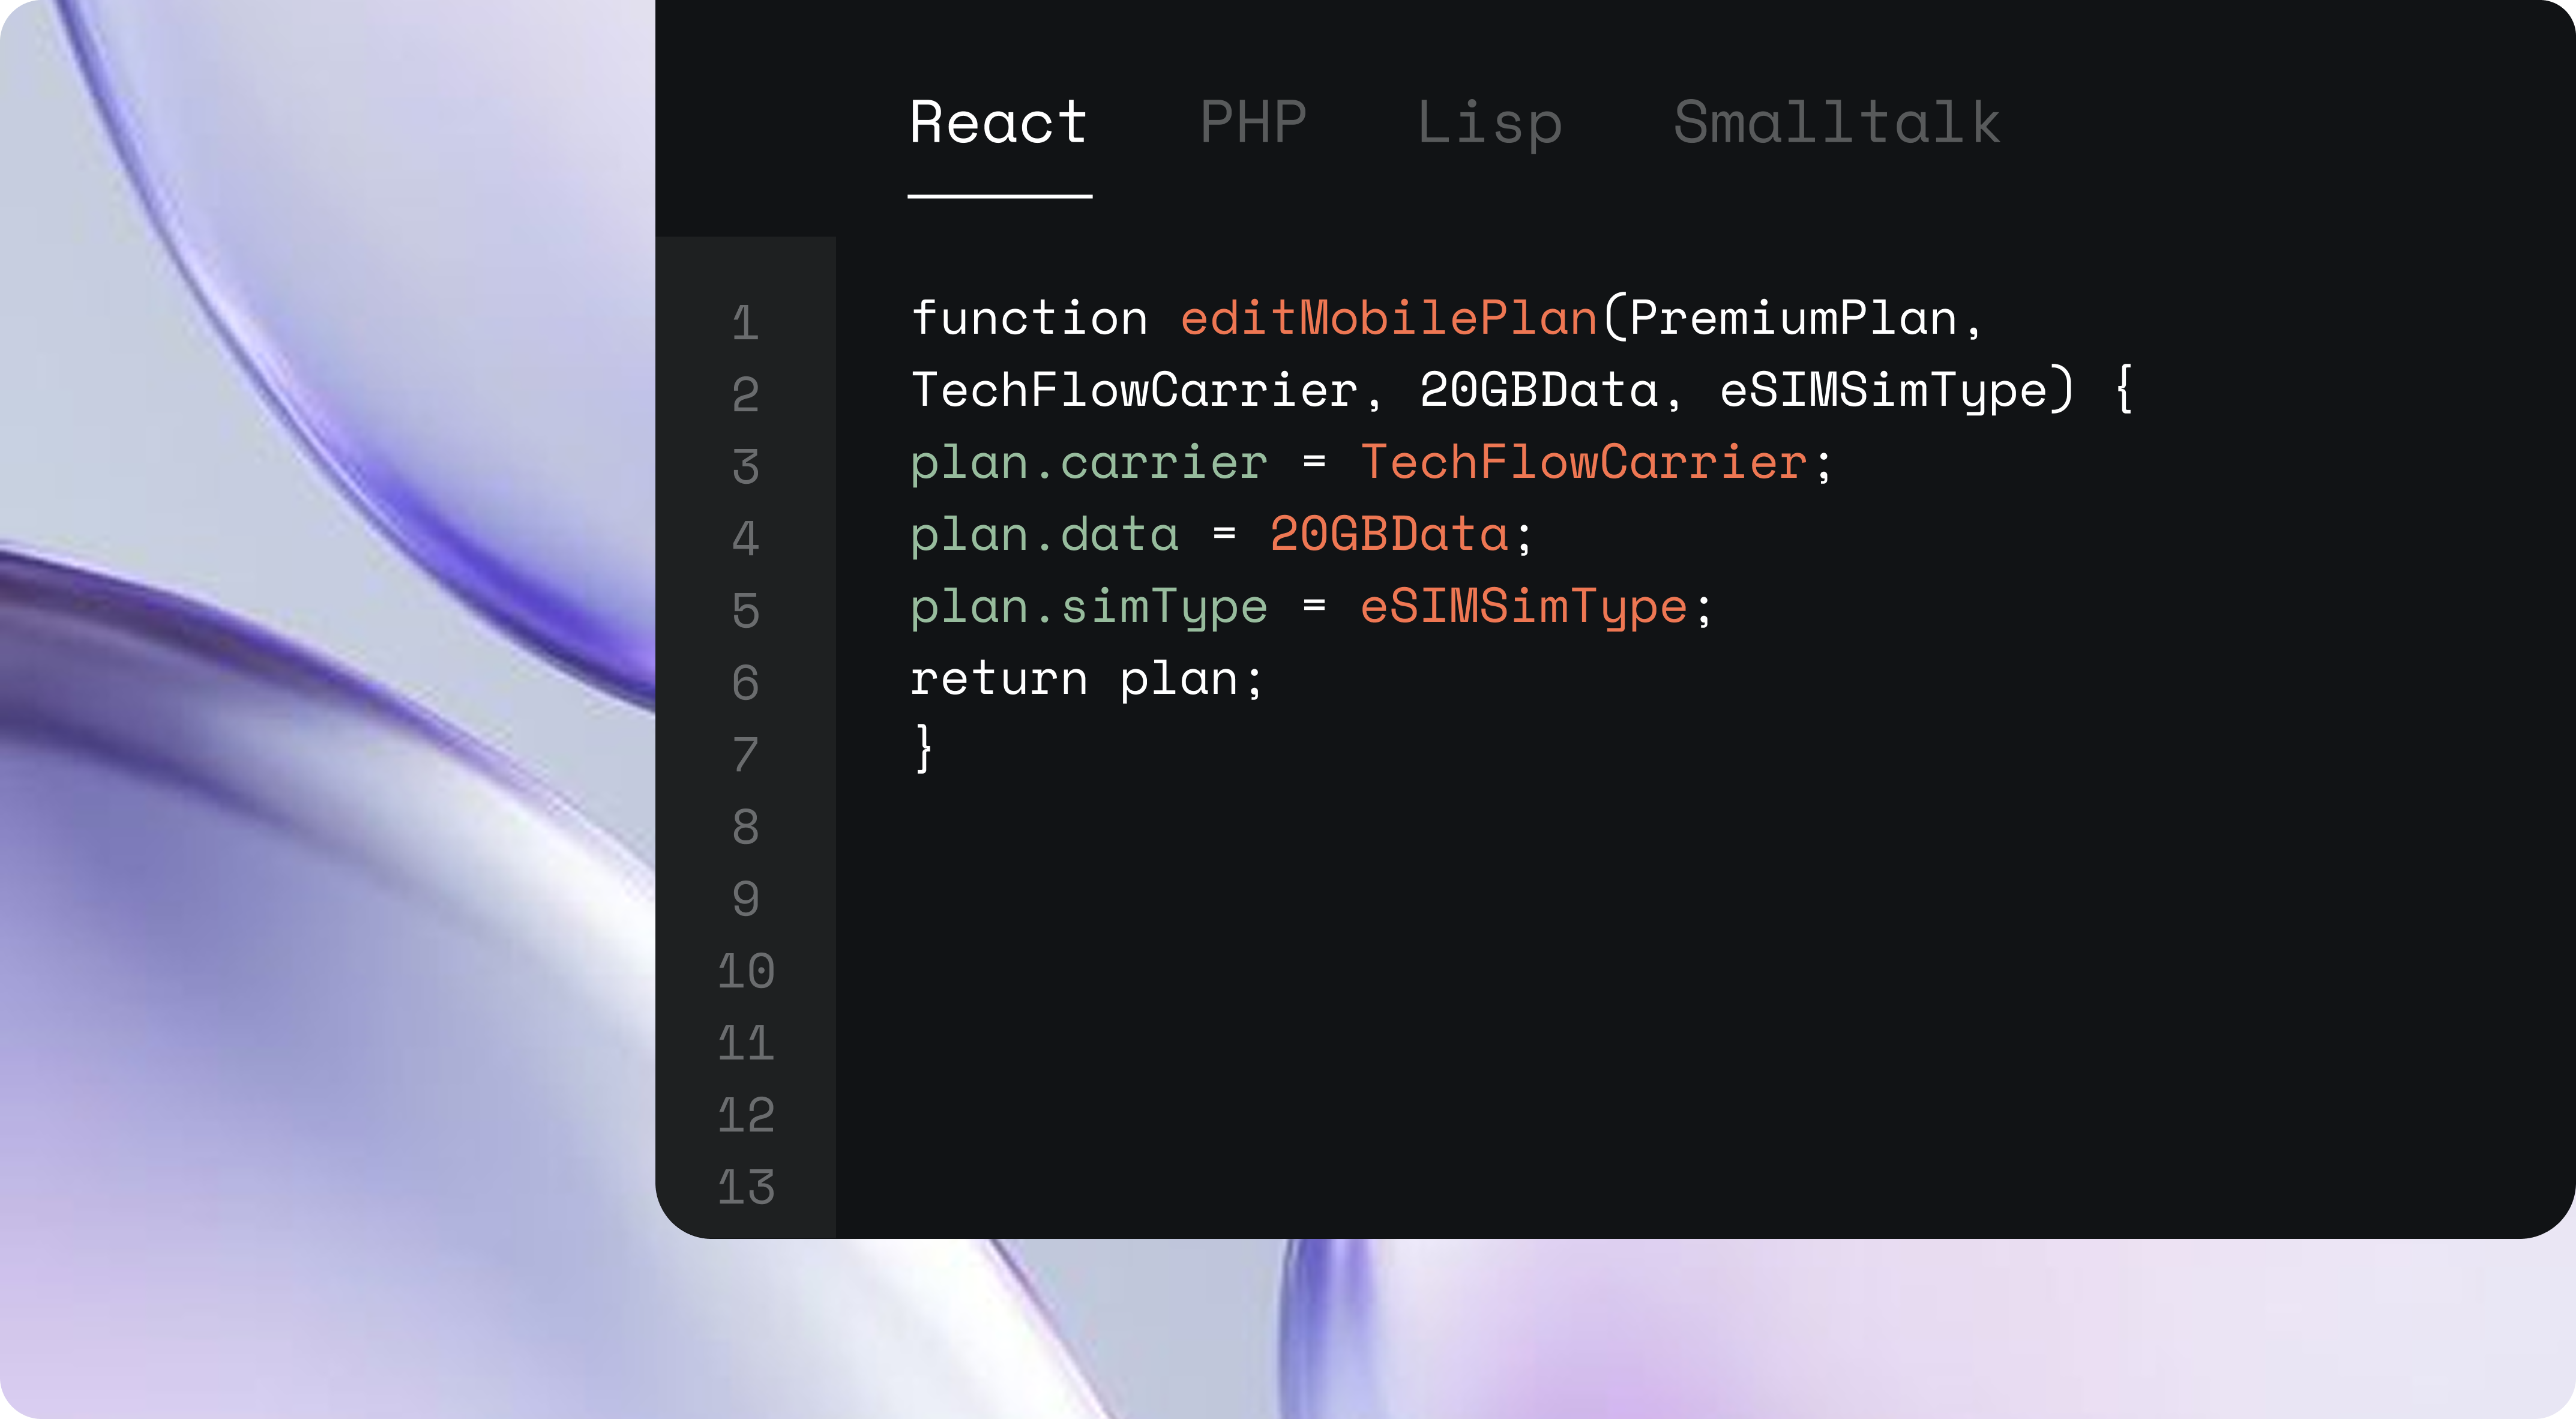 React PHP Lisp Smalltalk
1 function editMobilePlan(PremiumPlan,
2 TechFlowCarrier, 20GBData, eSIMSimType) {
3 plan.carrier = TechFlowCarrier;
4 plan.data = 20GBData;
5 plan.simType = eSIMSimType;
6 return plan;
7 }
8
9
10
11
12
13